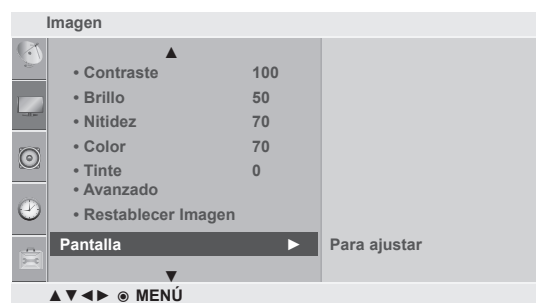 Imagen
▲
• Contraste 100
• Brillo 50
• Nitidez 70
• Color 70
• Tinte 0
• Avanzado
• Restablecer Imagen
Pantalla ► Para ajustar
▼
▲▼◄► ◉ MENÚ